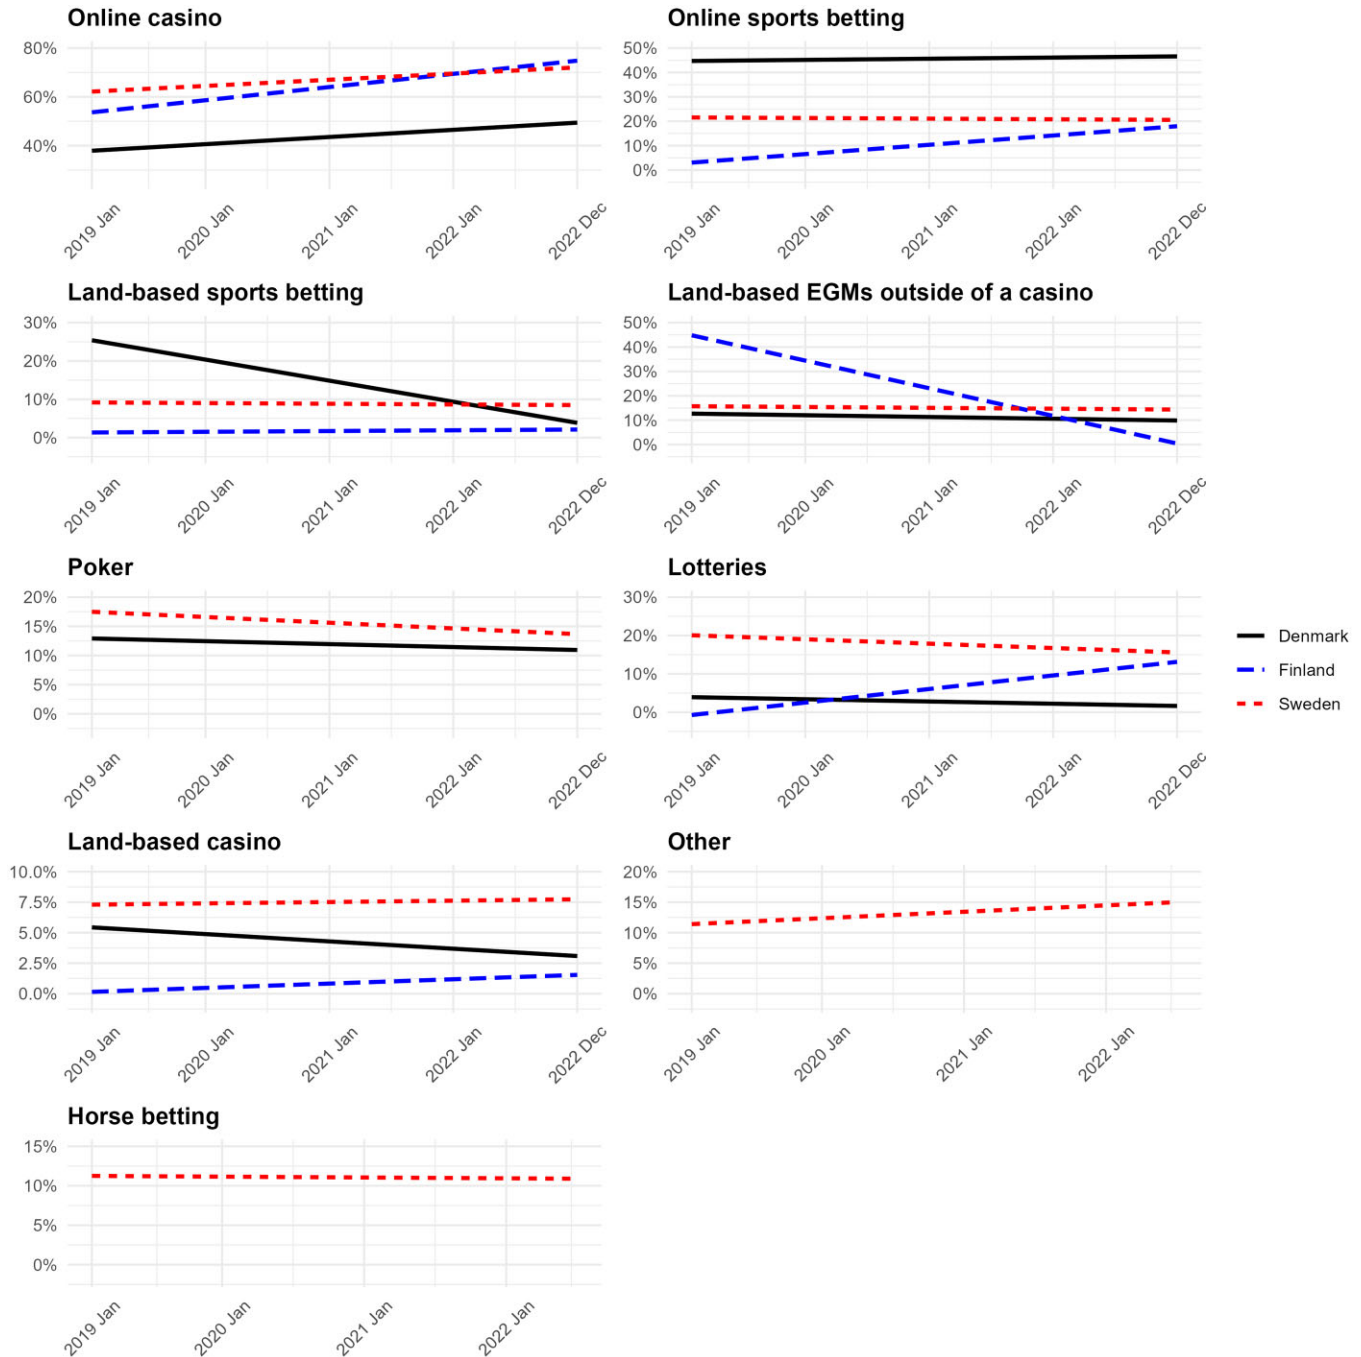 Online casino
80%
60%
40%
2019 Jan
2020 Jan
2021 Jan
2022 Jan
2022 Dec
Online sports betting
50%
40%
30%
20%
10%
0%
2019 Jan
2020 Jan
2021 Jan
2022 Jan
2022 Dec
Land-based sports betting
30%
20%
10%
0%
2019 Jan
2020 Jan
2021 Jan
2022 Jan
2022 Dec
Land-based EGMs outside of a casino
50%
40%
30%
20%
10%
0%
2019 Jan
2020 Jan
2021 Jan
2022 Jan
2022 Dec
Poker
20%
15%
10%
5%
0%
2019 Jan
2020 Jan
2021 Jan
2022 Jan
2022 Dec
Lotteries
30%
20%
10%
0%
2019 Jan
2020 Jan
2021 Jan
2022 Jan
2022 Dec
Denmark
Finland
Sweden
Land-based casino
10.0%
7.5%
5.0%
2.5%
0.0%
2019 Jan
2020 Jan
2021 Jan
2022 Jan
2022 Dec
Other
20%
15%
10%
5%
0%
2019 Jan
2020 Jan
2021 Jan
2022 Jan
Horse betting
15%
10%
5%
0%
2019 Jan
2020 Jan
2021 Jan
2022 Jan